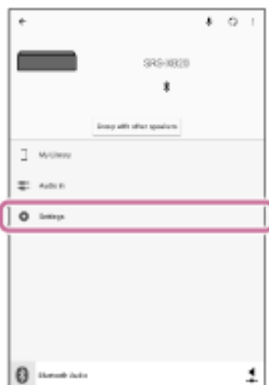 SRS-XB20
Group with other speakers
My Library
Audio in
Settings
Bluetooth Audio